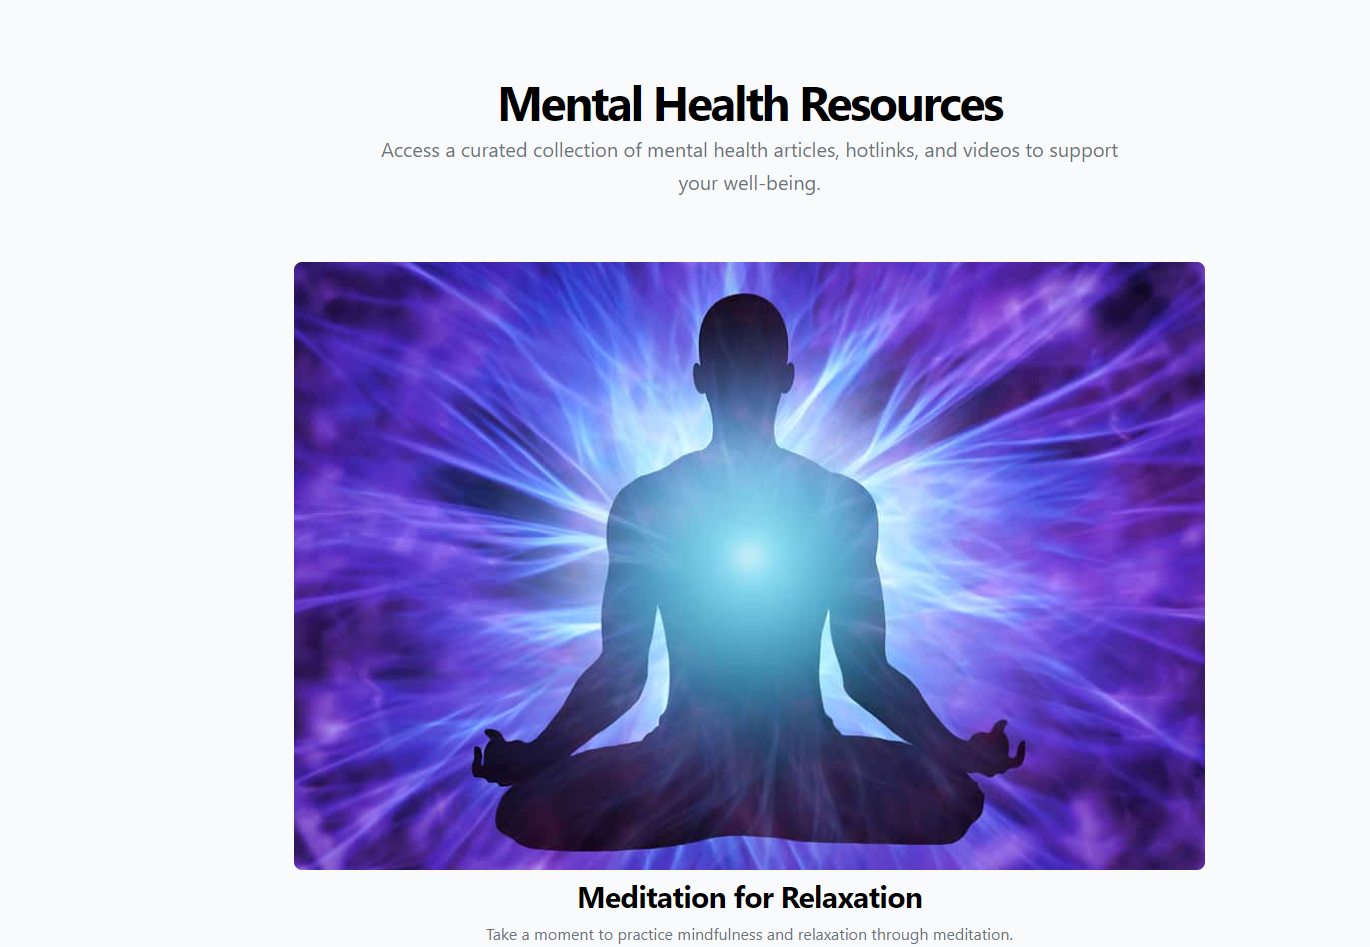 Mental Health Resources
Access a curated collection of mental health articles, hotlinks, and videos to support
your well-being.
Meditation for Relaxation
Take a moment to practice mindfulness and relaxation through meditation.